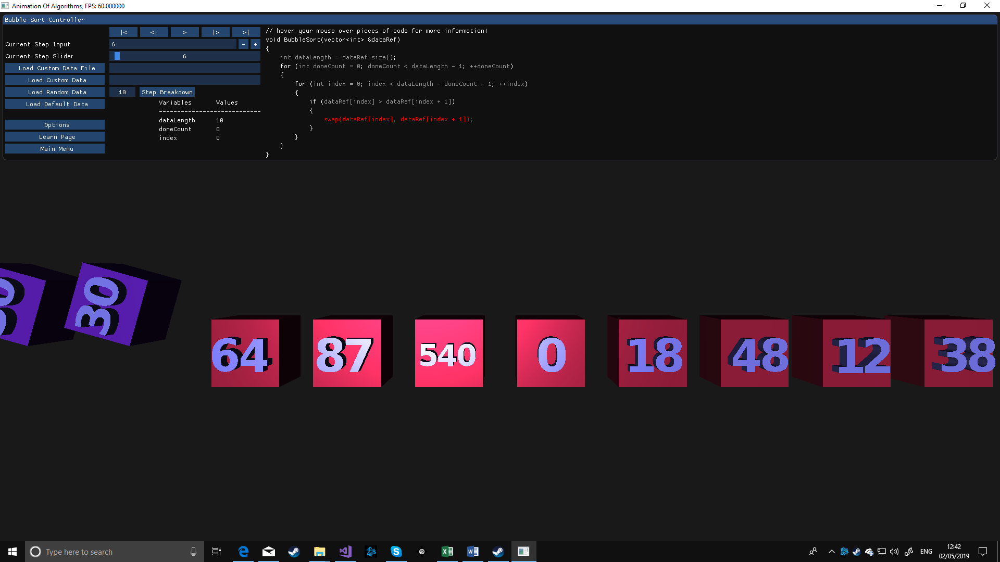 Animation Of Algorithms, FPS: 60.000000
Bubble Sort Controller
|< <| > |> >|
Current Step Input 6 - +
Current Step Slider 6
Load Custom Data File
Load Custom Data
Load Random Data 10 Step Breakdown
Load Default Data
Options
Learn Page
Main Menu
Variables Values
----------------------------
dataLength 10
doneCount 0
index 0
// hover your mouse over pieces of code for more information!
void BubbleSort(vector<int> &dataRef)
{
int dataLength = dataRef.size();
for (int doneCount = 0; doneCount < dataLength - 1; ++doneCount)
{
for (int index = 0; index < dataLength - doneCount - 1; ++index)
{
if (dataRef[index] > dataRef[index + 1])
{
swap(dataRef[index], dataRef[index + 1]);
}
}
}
}
30 64 87 540 0 18 48 12 38
Type here to search
ENG
12:42
02/05/2019